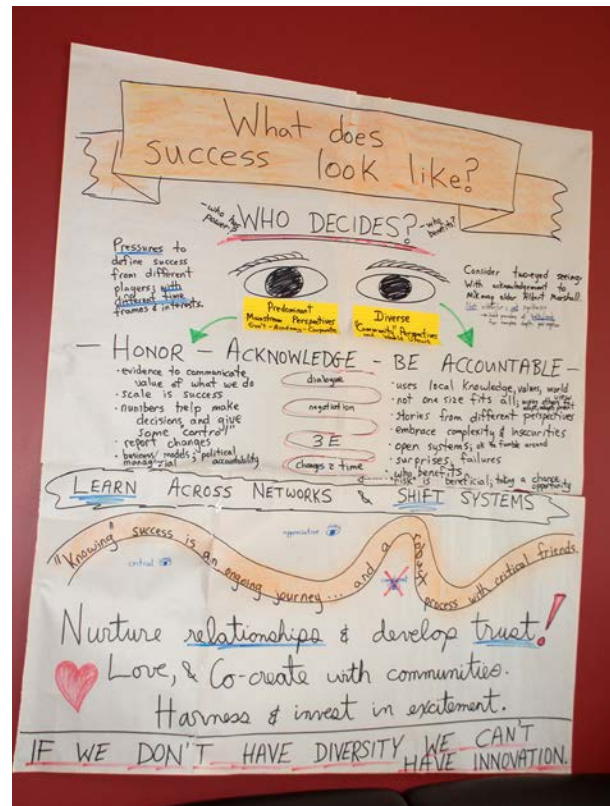 What does
success look like?
WHO DECIDES?
-who has power?
-who benefits?
Pressures to
define success
from different
players; with
different time
frames & interests.
Consider two-eyed seeing
With acknowledgement to
Mikmaq elder Albert Marshall.
Predominant
Mainstream Perspectives
Gov't - Academy - Corporate
Diverse
"Community" Perspectives
- HONOR - ACKNOWLEDGE - BE ACCOUNTABLE -
· evidence to communicate
value of what we do
· scale is success
· numbers help make
decisions, and give
some "control"
· report changes
· business models; political
managerial accountability
dialogue
negotiation
3E
changes 2 time
· uses local knowledge, values, world
· not one size fits all;
· stories from different perspectives
· embrace complexity & insecurities
· open systems; ok to fumble around
· surprises, failures
· who benefits,
"risk" is beneficial; taking a chance, opportunity
LEARN ACROSS NETWORKS & SHIFT SYSTEMS
appreciative
critical
"Knowing" success is an ongoing journey... and a process process with critical friends.
Nurture relationships & develop trust!
Love, & Co-create with communities.
Harness & invest in excitement.
IF WE DON'T HAVE DIVERSITY WE CAN'T
HAVE INNOVATION.